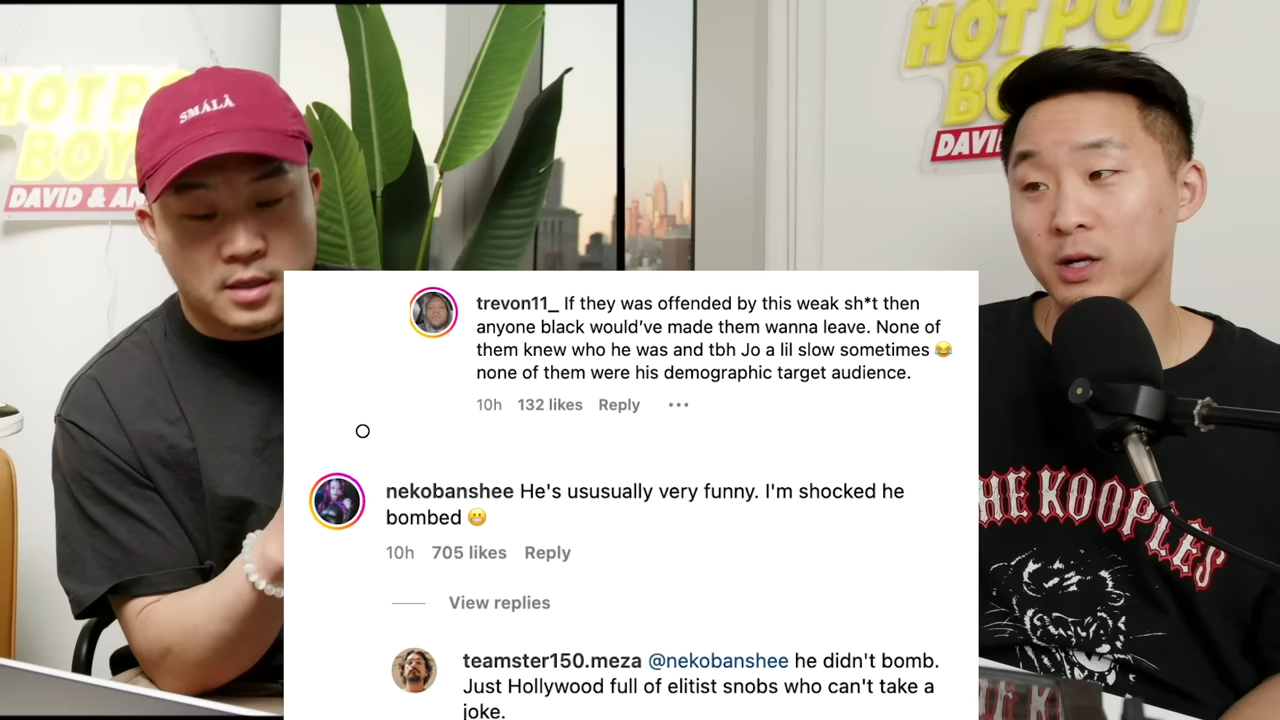 HOT POT
BOY
DAVID & AN
SMÁLÀ
HOT POT
BO
DAVI
trevon11_ If they was offended by this weak sh*t then
anyone black would've made them wanna leave. None of
them knew who he was and tbh Jo a lil slow sometimes 😂
none of them were his demographic target audience.
10h 132 likes Reply •••
nekobanshee He's ususually very funny. I'm shocked he
bombed 😬
10h 705 likes Reply
View replies
teamster150.meza @nekobanshee he didn't bomb.
Just Hollywood full of elitist snobs who can't take a
joke.
HE KOOPLES